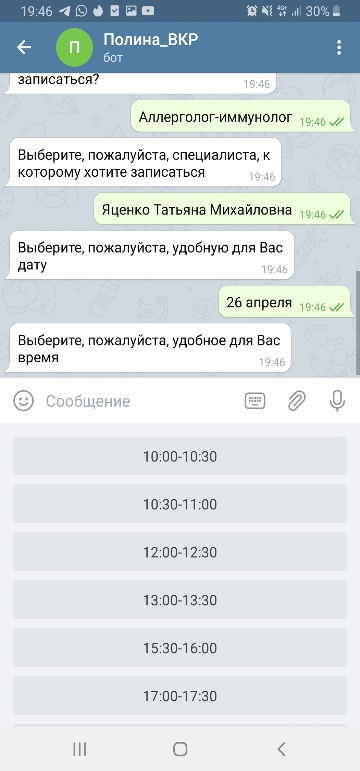 19:46 30%
Полина_ВКР
П
бот
записаться?
19:46
Аллерголог-иммунолог 19:46
Выберите, пожалуйста, специалиста, к
которому хотите записаться 19:46
Яценко Татьяна Михайловна 19:46
Выберите, пожалуйста, удобную для Вас
дату
19:46
26 апреля 19:46
Выберите, пожалуйста, удобное для Вас
время
19:46
Сообщение
10:00-10:30
10:30-11:00
12:00-12:30
13:00-13:30
15:30-16:00
17:00-17:30